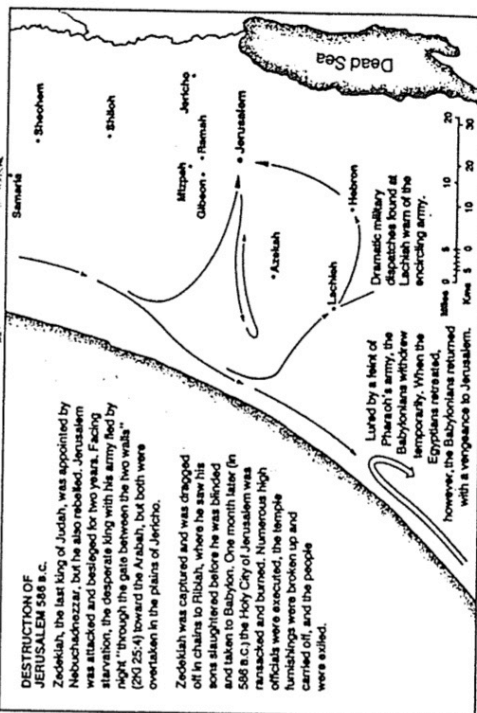 DESTRUCTION OF
JERUSALEM 586 B.C.
Zedekiah, the last king of Judah, was appointed by
Nebuchadnezzar, but he also rebelled. Jerusalem
was attacked and besieged for two years. Facing
starvation, the desperate king with his army fled by
night "through the gate between the two walls"
(2KI 25:4) toward the Arabah, but both were
overtaken in the plains of Jericho.
Zedekiah was captured and was dragged
off in chains to Riblah, where he saw his
sons slaughtered before he was blinded
and taken to Babylon. One month later (in
586 B.C.) the Holy City of Jerusalem was
ransacked and burned. Numerous high
officials were executed, the temple
furnishings were broken up and
carried off, and the people
were exiled.
Samaria
Shechem
Shiloh
Mizpah
Jericho
Gibeon
Ramah
Jerusalem
Azekah
Lachish
Hebron
Dead Sea
Dramatic military
dispatches found at
Lachish warn of the
encircling army.
Lured by a feint of
Pharaoh's army, the
Babylonians withdrew
temporarily. When the
Egyptians retreated,
however, the Babylonians returned
with a vengeance to Jerusalem.
Miles 0 5 10 20
Kms 5 0 10 20 30